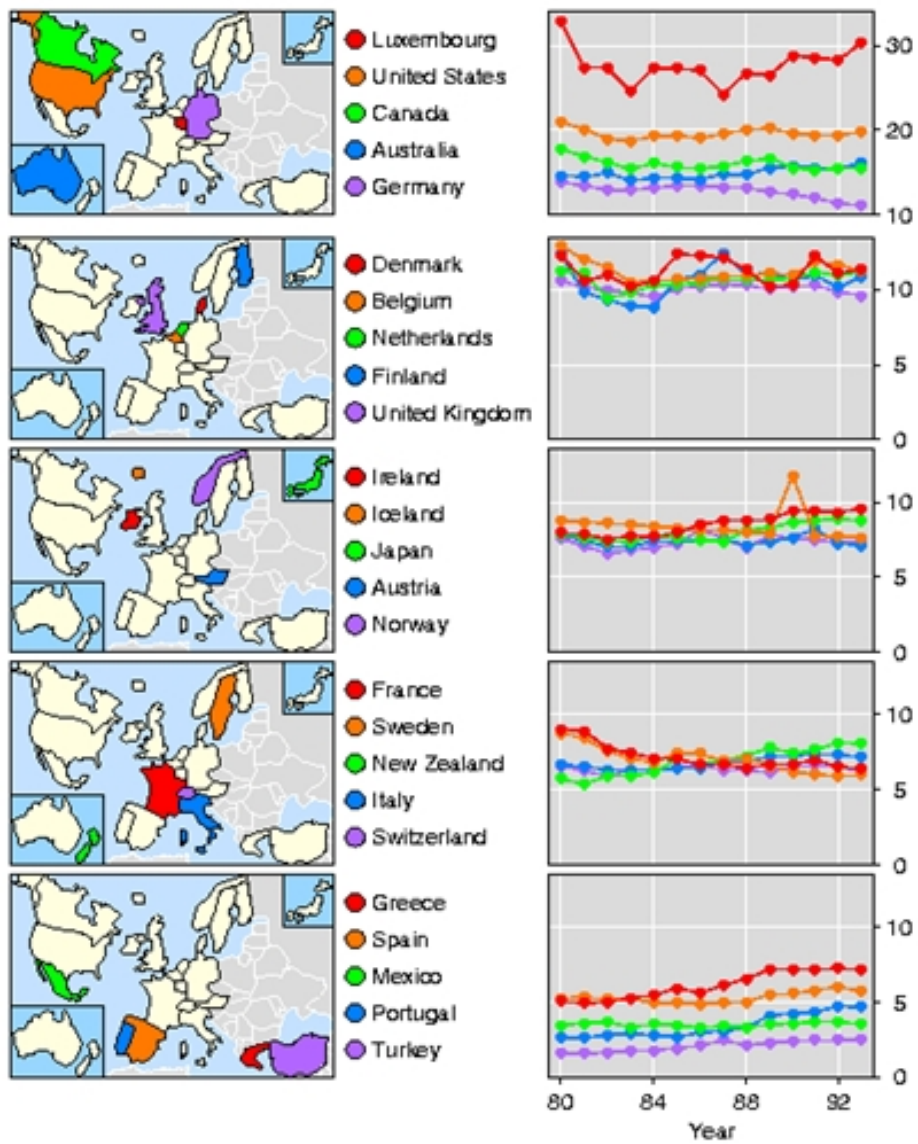 Luxembourg
United States
Canada
Australia
Germany
30
20
10
Denmark
Belgium
Netherlands
Finland
United Kingdom
10
5
0
Ireland
Iceland
Japan
Austria
Norway
10
5
0
France
Sweden
New Zealand
Italy
Switzerland
10
5
0
Greece
Spain
Mexico
Portugal
Turkey
10
5
0
80 84 88 92
Year